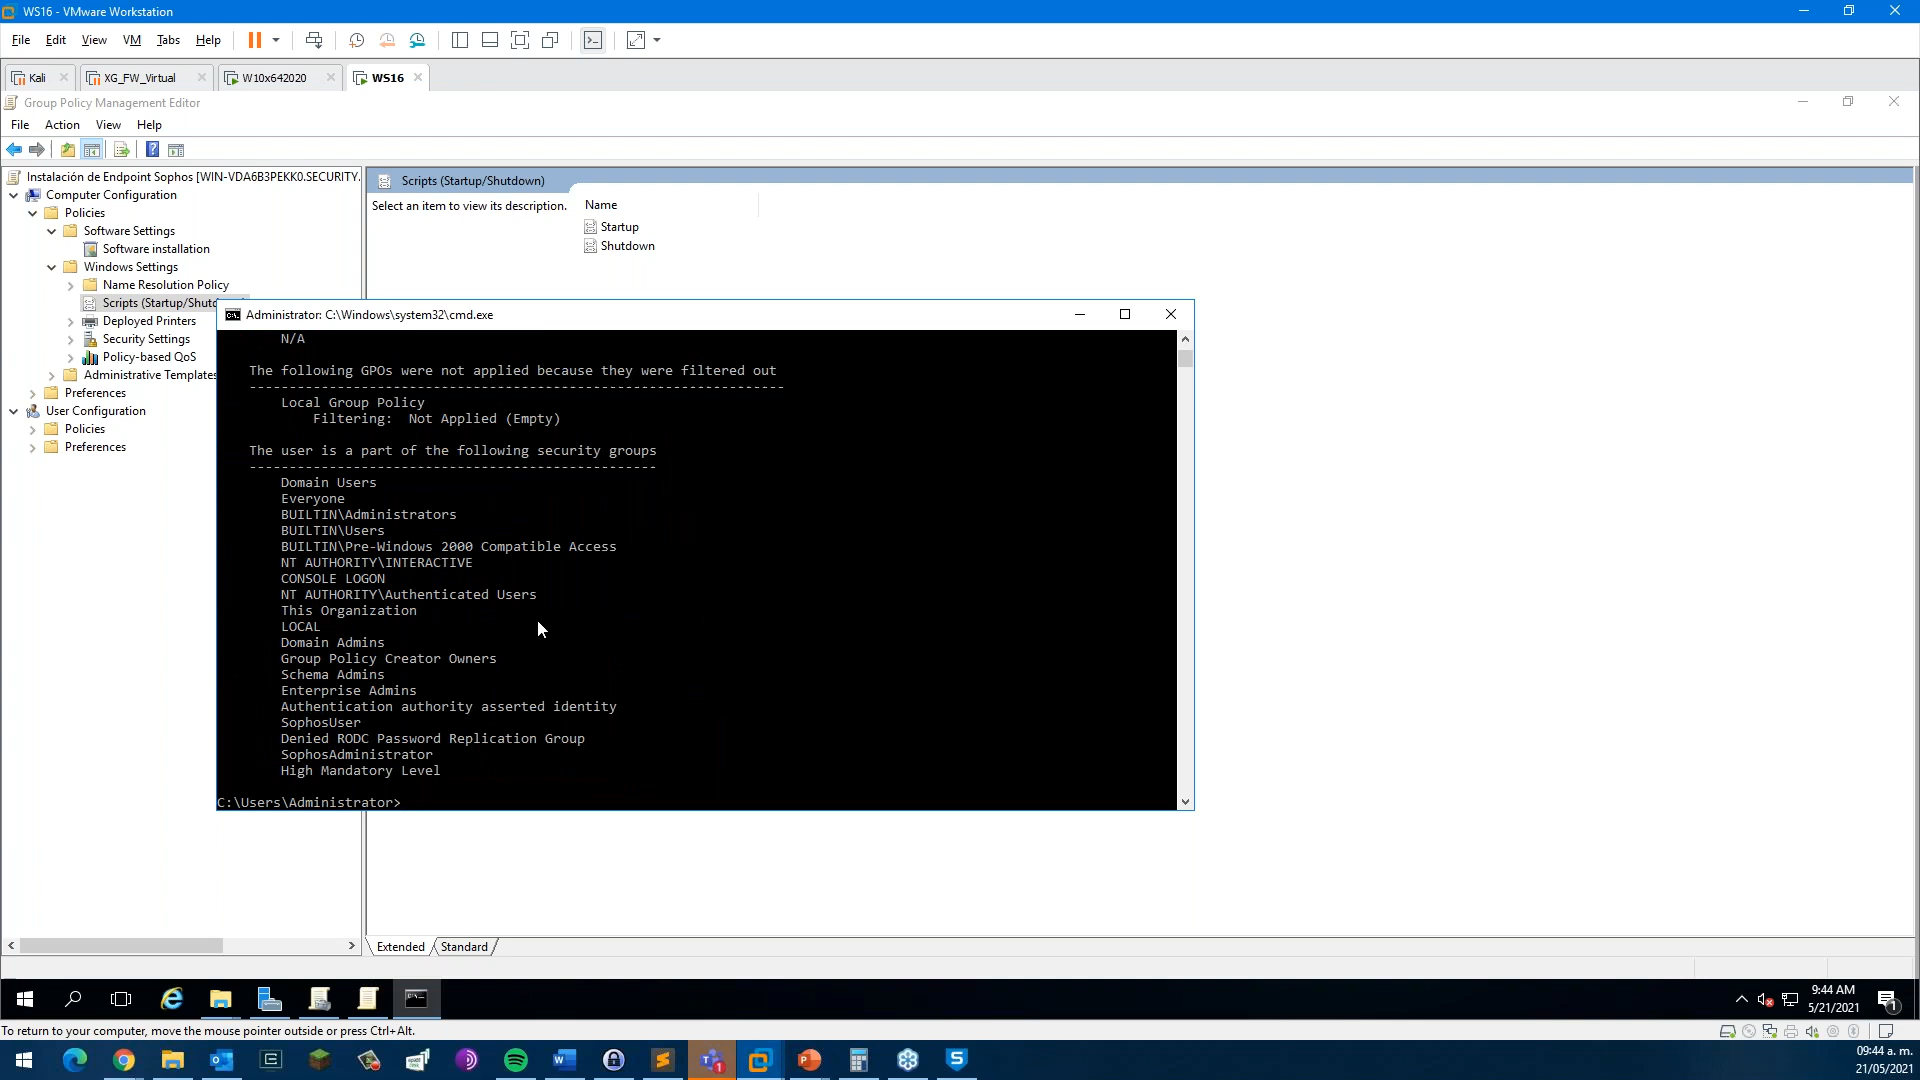 WS16 - VMware Workstation
File Edit View VM Tabs Help
Kali XG_FW_Virtual W10x642020 WS16
Group Policy Management Editor
File Action View Help
Instalación de Endpoint Sophos [WIN-VDA6B3PEKK0.SECURITY.
Computer Configuration
Policies
Software Settings
Software installation
Windows Settings
Name Resolution Policy
Scripts (Startup/Shutd
Deployed Printers
Security Settings
Policy-based QoS
Administrative Templates
Preferences
User Configuration
Policies
Preferences
Scripts (Startup/Shutdown)
Select an item to view its description.
Name
Startup
Shutdown
Administrator: C:\Windows\system32\cmd.exe
N/A
The following GPOs were not applied because they were filtered out
-------------------------------------------------------------------
Local Group Policy
Filtering:  Not Applied (Empty)
The user is a part of the following security groups
---------------------------------------------------
Domain Users
Everyone
BUILTIN\Administrators
BUILTIN\Users
BUILTIN\Pre-Windows 2000 Compatible Access
NT AUTHORITY\INTERACTIVE
CONSOLE LOGON
NT AUTHORITY\Authenticated Users
This Organization
LOCAL
Domain Admins
Group Policy Creator Owners
Schema Admins
Enterprise Admins
Authentication authority asserted identity
SophosUser
Denied RODC Password Replication Group
SophosAdministrator
High Mandatory Level
C:\Users\Administrator>
Extended Standard
9:44 AM
5/21/2021
1
To return to your computer, move the mouse pointer outside or press Ctrl+Alt.
09:44 a. m.
21/05/2021